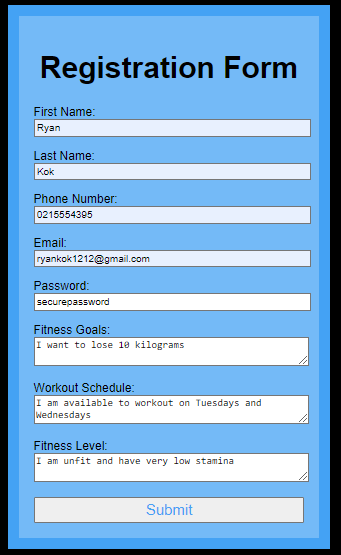 Registration Form
First Name:
Ryan
Last Name:
Kok
Phone Number:
0215554395
Email:
ryankok1212@gmail.com
Password:
securepassword
Fitness Goals:
I want to lose 10 kilograms
Workout Schedule:
I am available to workout on Tuesdays and
Wednesdays
Fitness Level:
I am unfit and have very low stamina
Submit